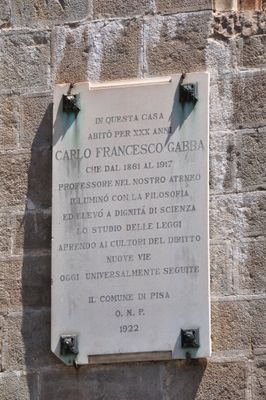 IN QUESTA CASA
ABITÒ PER XXX ANNI
CARLO FRANCESCO GABBA
CHE DAL 1861 AL 1917
PROFESSORE NEL NOSTRO ATENEO
ILLUMINÒ CON LA FILOSOFIA
ED ELEVÒ A DIGNITÀ DI SCIENZA
LO STUDIO DELLE LEGGI
APRENDO AI CULTORI DEL DIRITTO
NUOVE VIE
OGGI UNIVERSALMENTE SEGUITE
IL COMUNE DI PISA
Q. M. P.
1922